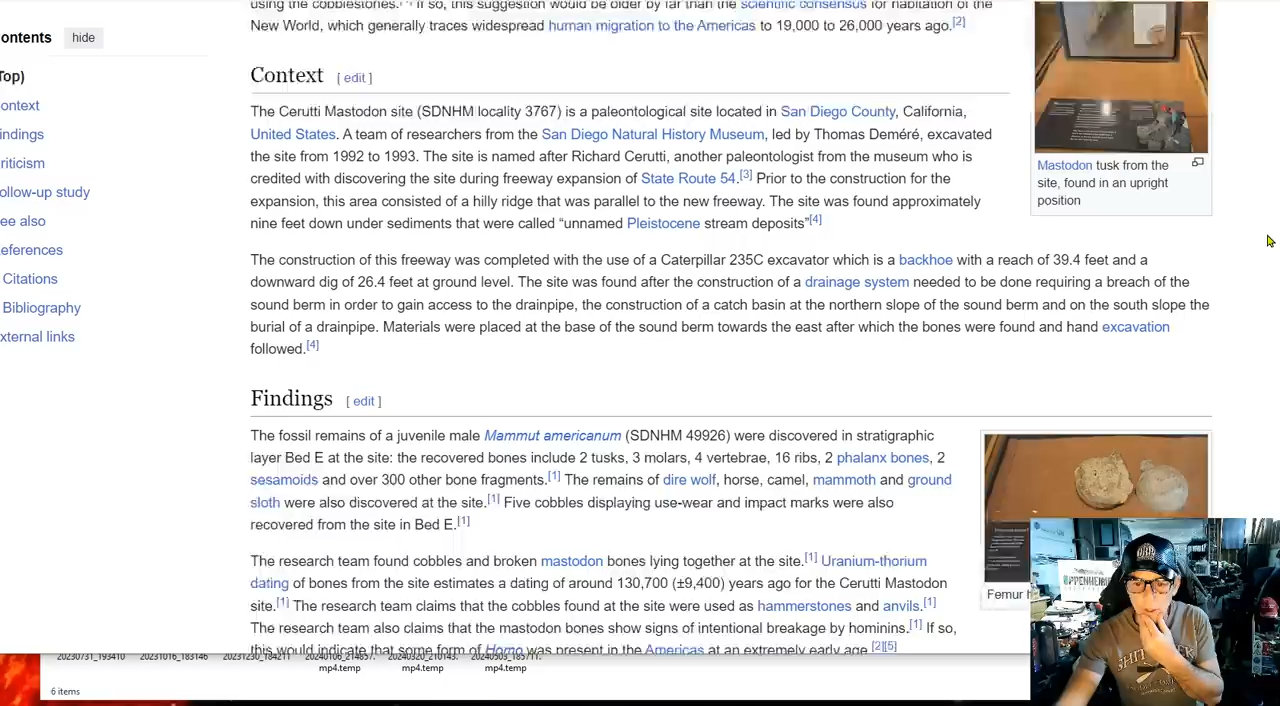 using the cobblestones. If so, this suggestion would be older by far than the scientific consensus for habitation of the
New World, which generally traces widespread human migration to the Americas to 19,000 to 26,000 years ago.[2]
ontents hide
Top)
ontext
indings
riticism
ollow-up study
ee also
eferences
Citations
Bibliography
xternal links
Context [ edit ]
The Cerutti Mastodon site (SDNHM locality 3767) is a paleontological site located in San Diego County, California,
United States. A team of researchers from the San Diego Natural History Museum, led by Thomas Deméré, excavated
the site from 1992 to 1993. The site is named after Richard Cerutti, another paleontologist from the museum who is
credited with discovering the site during freeway expansion of State Route 54.[3] Prior to the construction for the
expansion, this area consisted of a hilly ridge that was parallel to the new freeway. The site was found approximately
nine feet down under sediments that were called “unnamed Pleistocene stream deposits”[4]
Mastodon tusk from the
site, found in an upright
position
The construction of this freeway was completed with the use of a Caterpillar 235C excavator which is a backhoe with a reach of 39.4 feet and a
downward dig of 26.4 feet at ground level. The site was found after the construction of a drainage system needed to be done requiring a breach of the
sound berm in order to gain access to the drainpipe, the construction of a catch basin at the northern slope of the sound berm and on the south slope the
burial of a drainpipe. Materials were placed at the base of the sound berm towards the east after which the bones were found and hand excavation
followed.[4]
Findings [ edit ]
The fossil remains of a juvenile male Mammut americanum (SDNHM 49926) were discovered in stratigraphic
layer Bed E at the site: the recovered bones include 2 tusks, 3 molars, 4 vertebrae, 16 ribs, 2 phalanx bones, 2
sesamoids and over 300 other bone fragments.[1] The remains of dire wolf, horse, camel, mammoth and ground
sloth were also discovered at the site.[1] Five cobbles displaying use-wear and impact marks were also
recovered from the site in Bed E.[1]
The research team found cobbles and broken mastodon bones lying together at the site.[1] Uranium-thorium
dating of bones from the site estimates a dating of around 130,700 (±9,400) years ago for the Cerutti Mastodon
site.[1] The research team claims that the cobbles found at the site were used as hammerstones and anvils.[1]
The research team also claims that the mastodon bones show signs of intentional breakage by hominins.[1] If so,
this would indicate that some form of Homo was present in the Americas at an extremely early age.[2][5]
Femur h
20230731_193410 20231016_183146 20231230_184211 20240106_214657. 20240320_210143. 20240503_185711.
mp4.temp mp4.temp mp4.temp
6 items
OPPENHEIMER